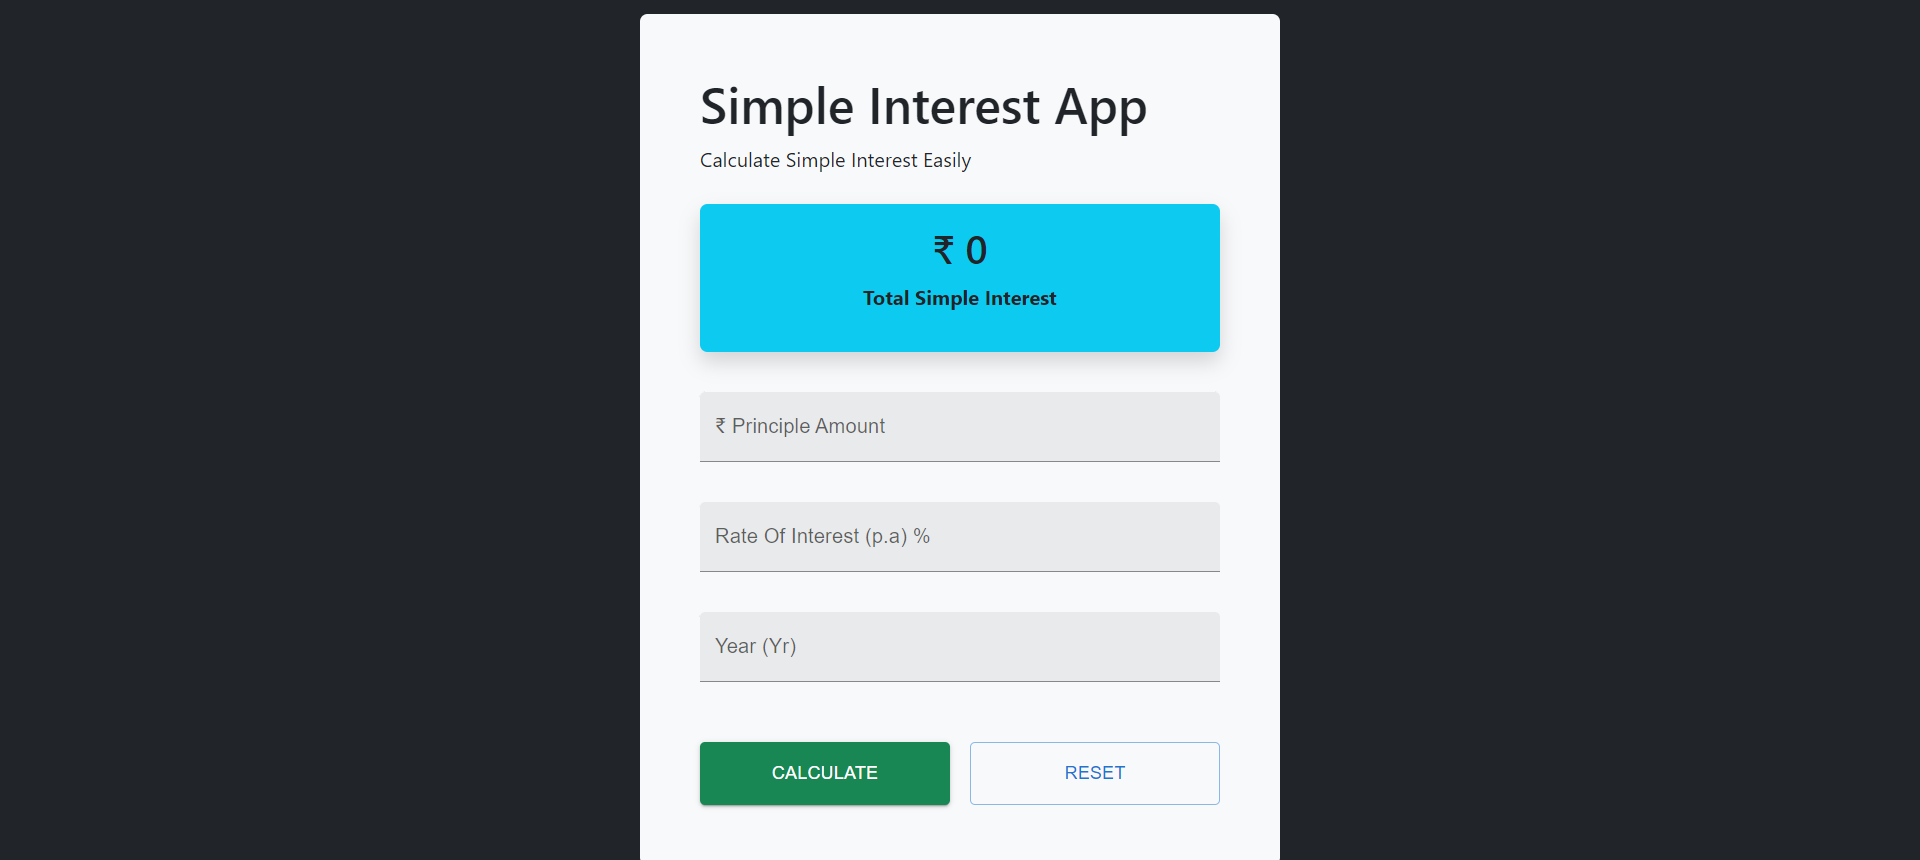 Simple Interest App
Calculate Simple Interest Easily
₹ 0
Total Simple Interest
₹ Principle Amount
Rate Of Interest (p.a) %
Year (Yr)
CALCULATE
RESET